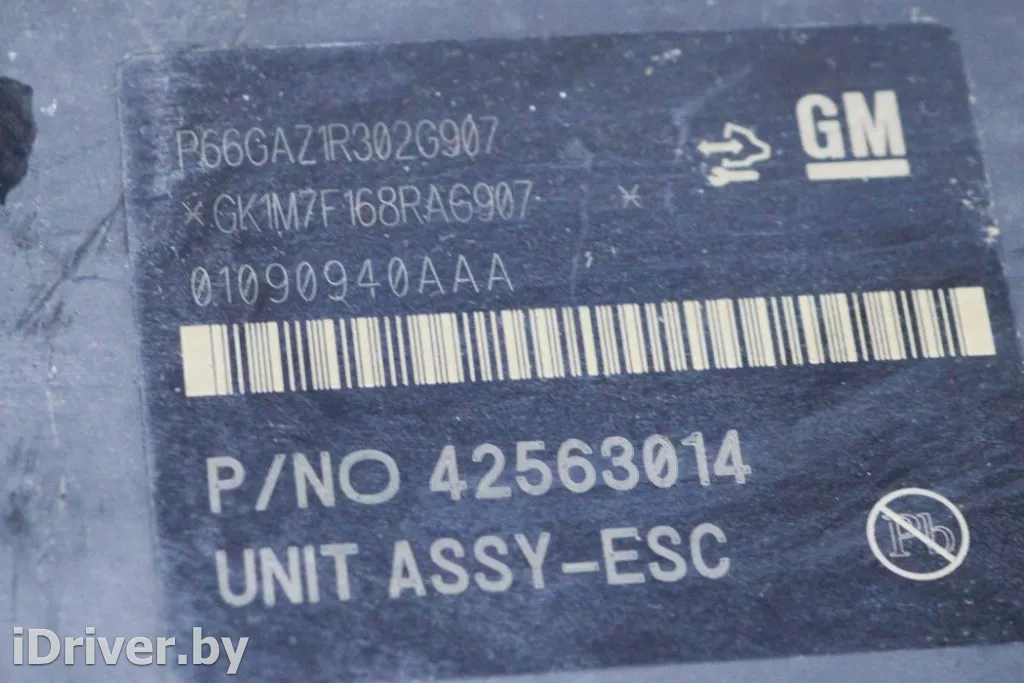 P66GAZ1R302G907
GM
*GK1M7F168RAG907 *
01090940AAA
P/NO 42563014
UNIT ASSY-ESC
Pb
iDriver.by